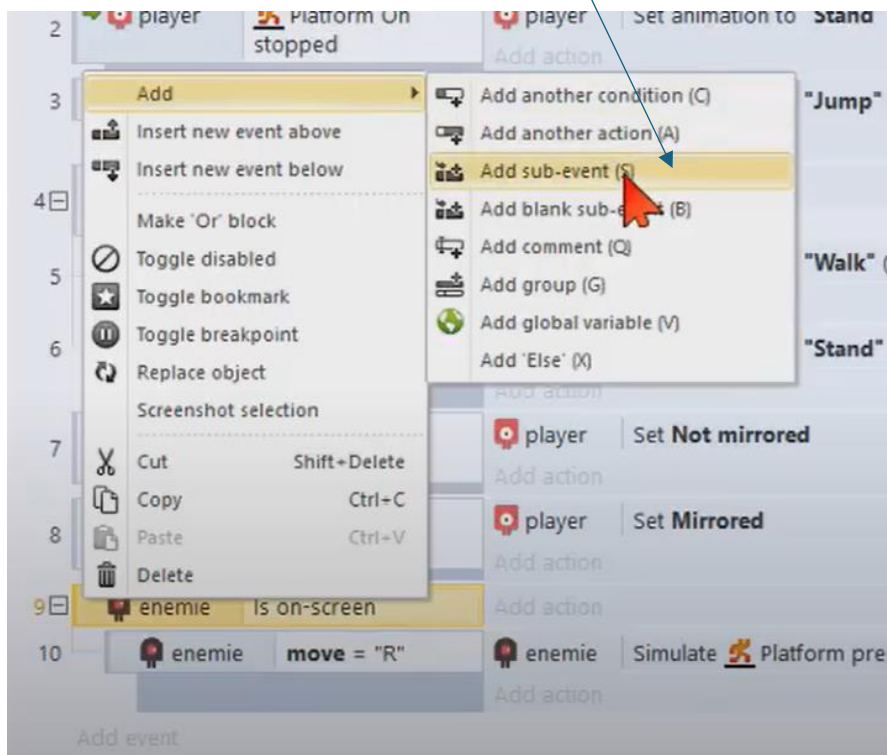 2 player Platform On stopped player Set animation to "Stand"
Add action
3 "Jump"
4
5 "Walk" (
6 "Stand"
Add action
7 player Set Not mirrored
Add action
8 player Set Mirrored
Add action
9 enemie Is on-screen Add action
10 enemie move = "R" enemie Simulate Platform pre
Add action
Add event
Add
Insert new event above
Insert new event below
Make 'Or' block
Toggle disabled
Toggle bookmark
Toggle breakpoint
Replace object
Screenshot selection
Cut Shift+Delete
Copy Ctrl+C
Paste Ctrl+V
Delete
Add another condition (C)
Add another action (A)
Add sub-event (S)
Add blank sub-e (B)
Add comment (Q)
Add group (G)
Add global variable (V)
Add 'Else' (X)